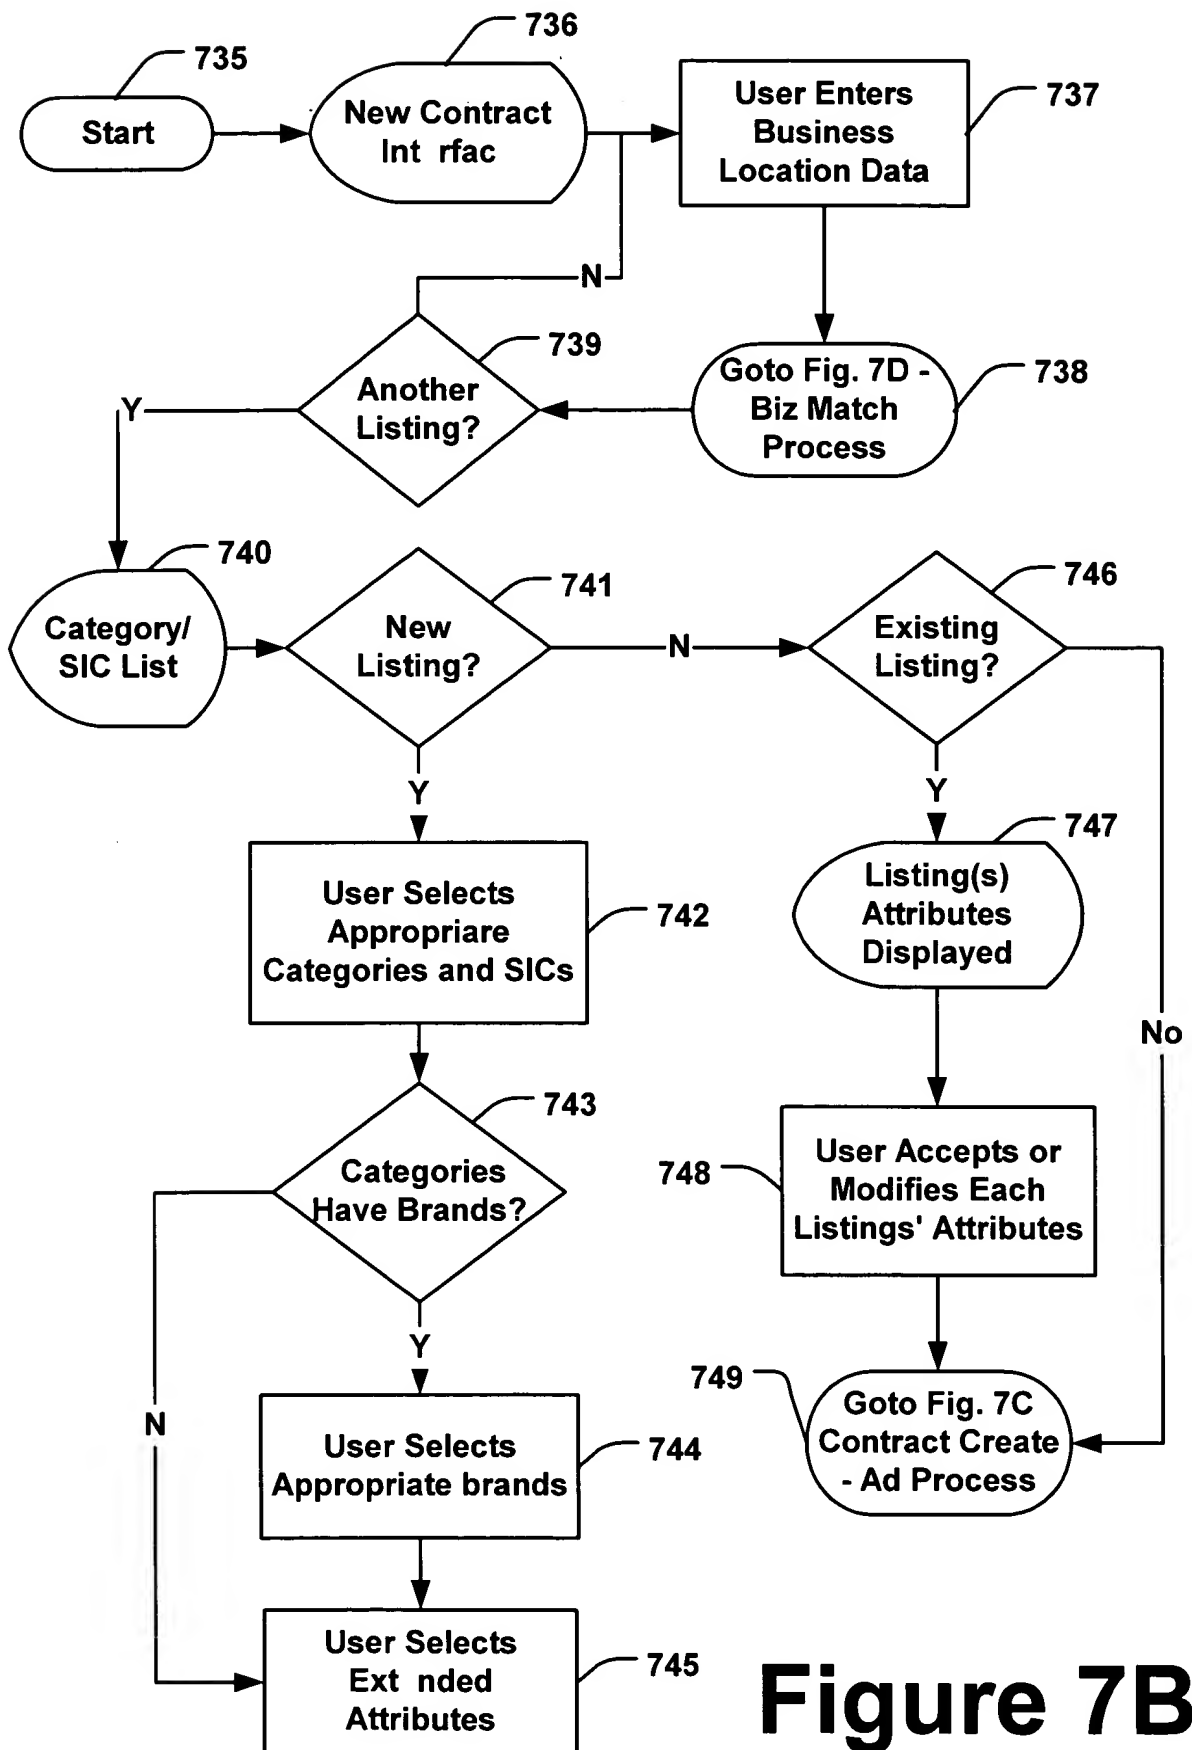 735
Start
736
New Contract
Int rfac
737
User Enters
Business
Location Data
N
739
Another
Listing?
Y
738
Goto Fig. 7D -
Biz Match
Process
740
Category/
SIC List
741
New
Listing?
N
746
Existing
Listing?
Y
Y
747
Listing(s)
Attributes
Displayed
742
User Selects
Appropriare
Categories and SICs
No
743
Categories
Have Brands?
748
User Accepts or
Modifies Each
Listings' Attributes
Y
N
749
Goto Fig. 7C
Contract Create
- Ad Process
744
User Selects
Appropriate brands
745
User Selects
Ext nded
Attributes
Figure 7B